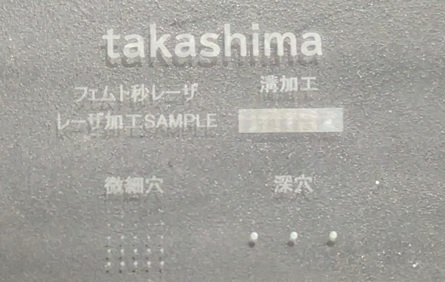 takashima
フェムト秒レーザ
レーザ加工SAMPLE
溝加工
微細穴
深穴